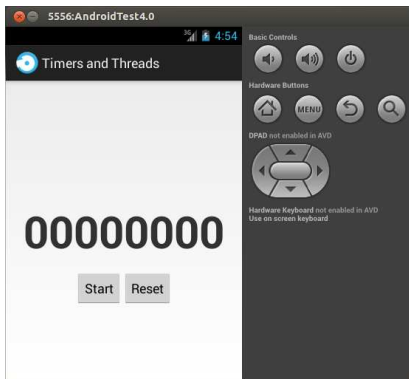 5556:AndroidTest4.0
3G 4:54
Timers and Threads
00000000
Start Reset
Basic Controls
Hardware Buttons
MENU
DPAD not enabled in AVD
Hardware Keyboard not enabled in AVD
Use on screen keyboard